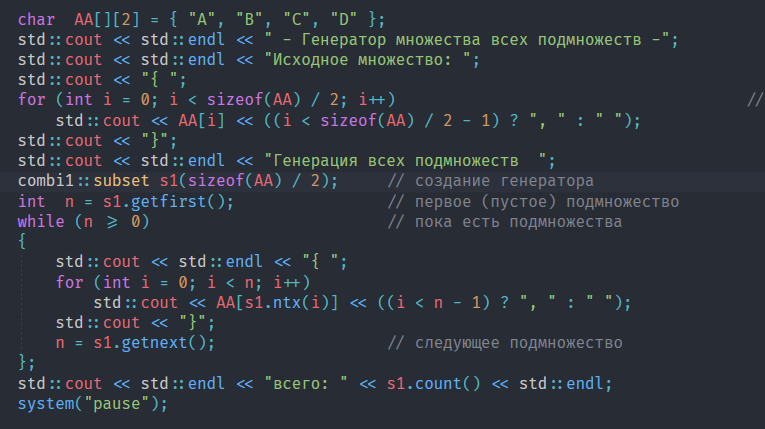 char  AA[][2] = { "A", "B", "C", "D" };
std::cout << std::endl << " - Генератор множества всех подмножеств -";
std::cout << std::endl << "Исходное множество: ";
std::cout << "{ ";
for (int i = 0; i < sizeof(AA) / 2; i++)                                     //
    std::cout << AA[i] << ((i < sizeof(AA) / 2 - 1) ? ", " : " ");
std::cout << "}";
std::cout << std::endl << "Генерация всех подмножеств  ";
combi1::subset s1(sizeof(AA) / 2);     // создание генератора
int  n = s1.getfirst();                // первое (пустое) подмножество
while (n >= 0)                         // пока есть подмножества
{
    std::cout << std::endl << "{ ";
    for (int i = 0; i < n; i++)
        std::cout << AA[s1.ntx(i)] << ((i < n - 1) ? ", " : " ");
    std::cout << "}";
    n = s1.getnext();                  // следующее подмножество
};
std::cout << std::endl << "всего: " << s1.count() << std::endl;
system("pause");